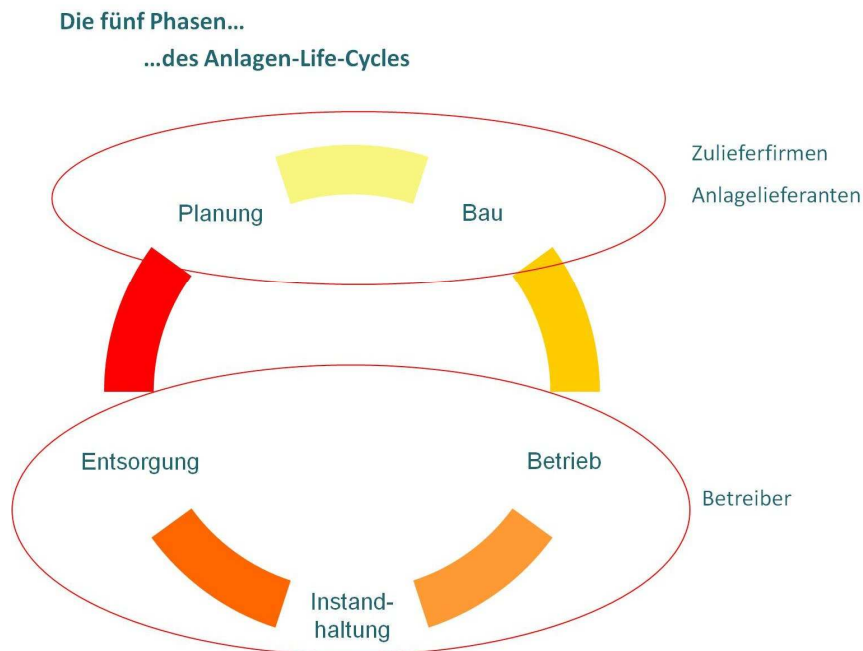 Die fünf Phasen...
...des Anlagen-Life-Cycles
Zulieferfirmen
Anlagelieferanten
Planung
Bau
Entsorgung
Betrieb
Betreiber
Instand-
haltung